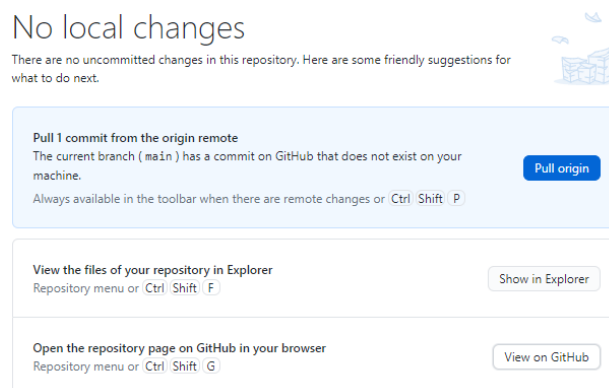 No local changes
There are no uncommitted changes in this repository. Here are some friendly suggestions for
what to do next.
Pull 1 commit from the origin remote
The current branch ( main ) has a commit on GitHub that does not exist on your
machine.
Pull origin
Always available in the toolbar when there are remote changes or Ctrl Shift P
View the files of your repository in Explorer
Repository menu or Ctrl Shift F
Show in Explorer
Open the repository page on GitHub in your browser
Repository menu or Ctrl Shift G
View on GitHub